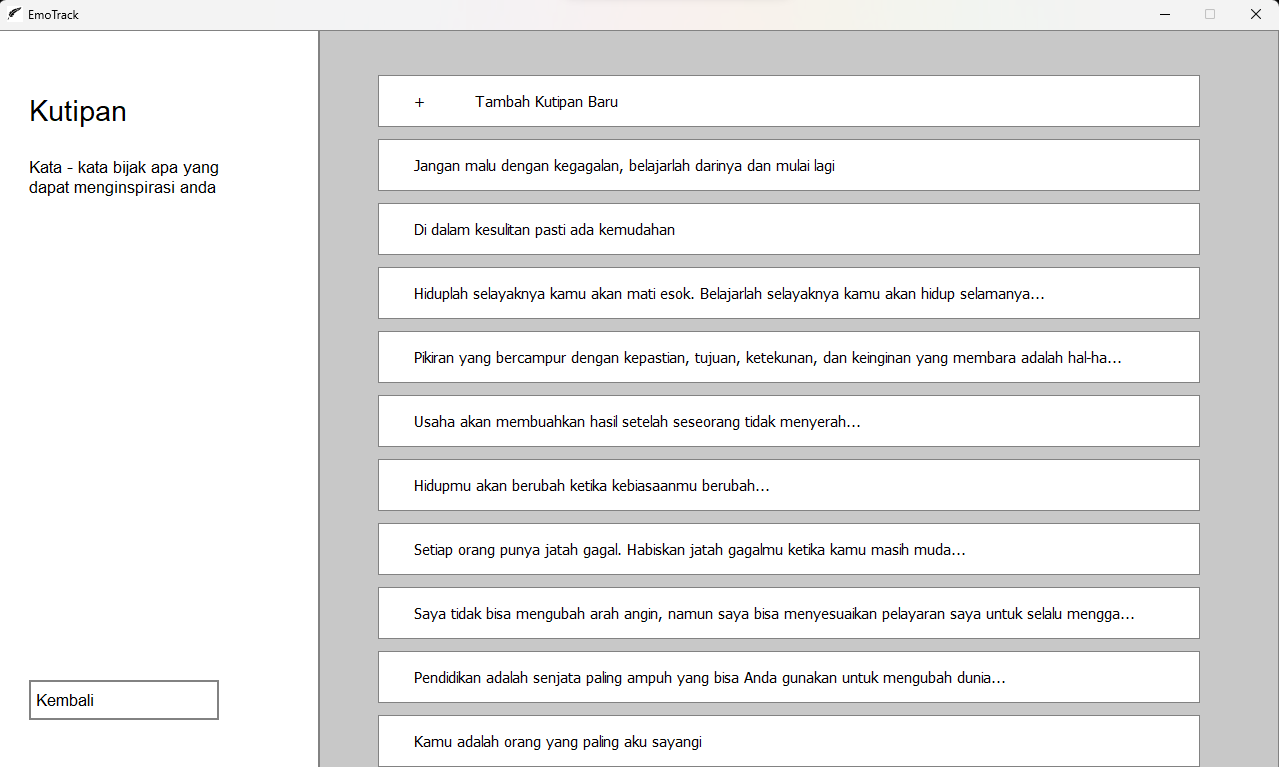 EmoTrack
Kutipan
Kata - kata bijak apa yang
dapat menginspirasi anda
Kembali
+ Tambah Kutipan Baru
Jangan malu dengan kegagalan, belajarlah darinya dan mulai lagi
Di dalam kesulitan pasti ada kemudahan
Hiduplah selayaknya kamu akan mati esok. Belajarlah selayaknya kamu akan hidup selamanya...
Pikiran yang bercampur dengan kepastian, tujuan, ketekunan, dan keinginan yang membara adalah hal-ha...
Usaha akan membuahkan hasil setelah seseorang tidak menyerah...
Hidupmu akan berubah ketika kebiasaanmu berubah...
Setiap orang punya jatah gagal. Habiskan jatah gagalmu ketika kamu masih muda...
Saya tidak bisa mengubah arah angin, namun saya bisa menyesuaikan pelayaran saya untuk selalu mengga...
Pendidikan adalah senjata paling ampuh yang bisa Anda gunakan untuk mengubah dunia...
Kamu adalah orang yang paling aku sayangi